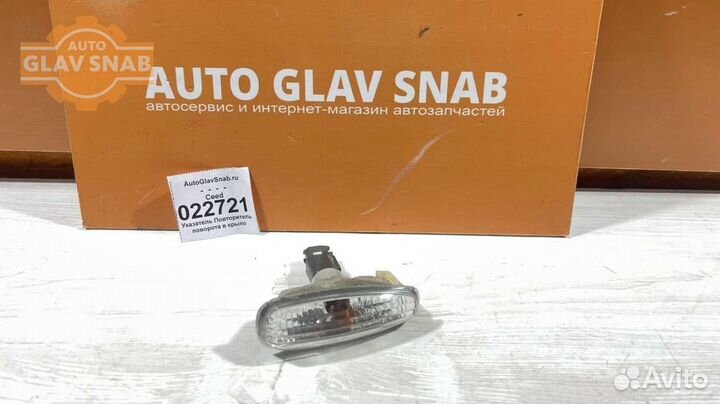 AUTO
GLAV SNAB
AUTO GLAV SNAB
автосервис и интернет-магазин автозапчастей
AutoGlavSnab.ru
- - - -
Ceed
022721
Указатель Повторитель
поворота в крыло
Avito